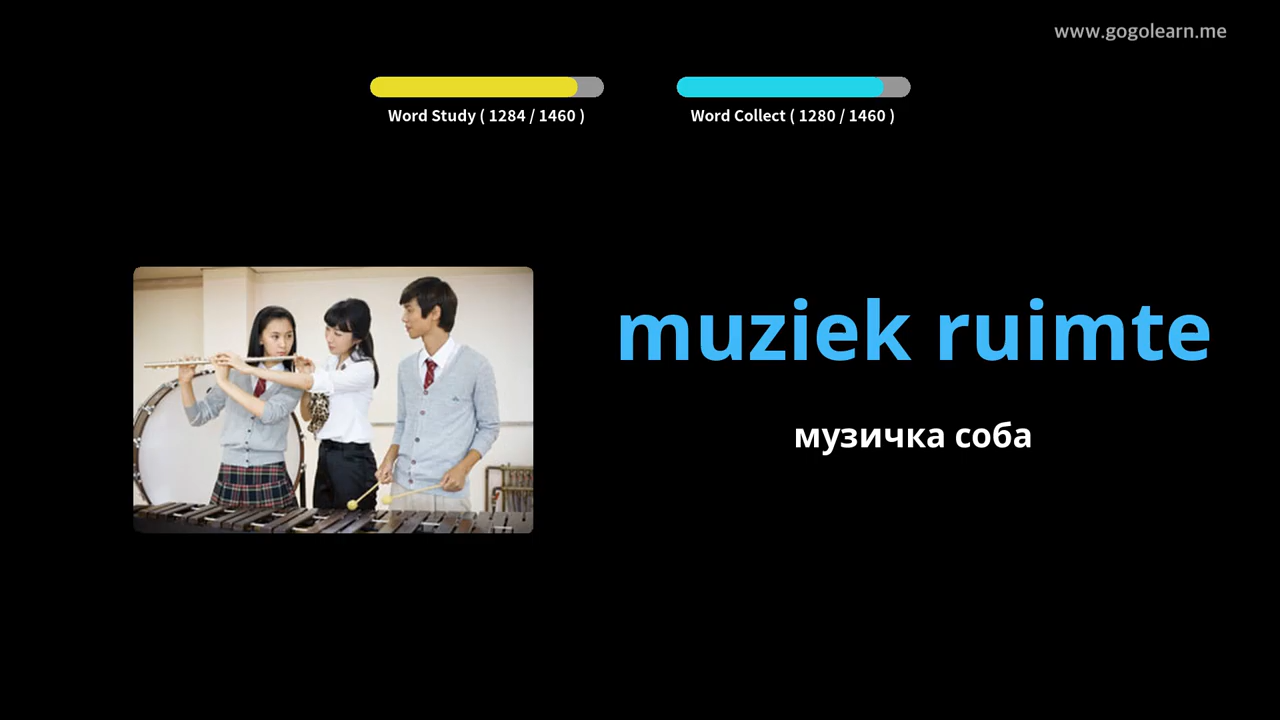 www.gogolearn.me
Word Study ( 1284 / 1460 )
Word Collect ( 1280 / 1460 )
muziek ruimte
музичка соба